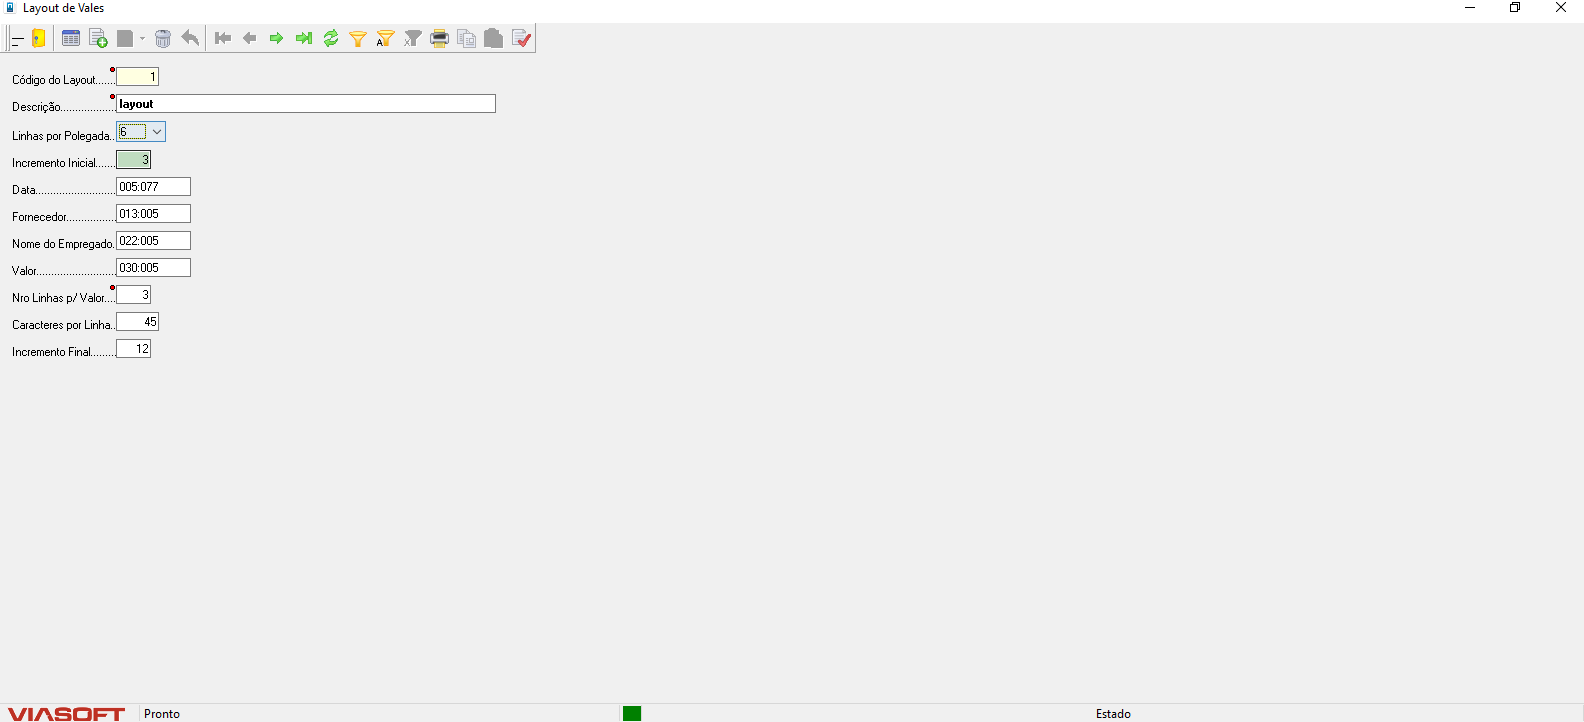 Layout de Vales
Código do Layout...... 1
Descrição.................. layout
Linhas por Polegada.. 6
Incremento Inicial...... 3
Data.......................... 005:077
Fornecedor................ 013:005
Nome do Empregado. 022:005
Valor.......................... 030:005
Nro Linhas p/ Valor.... 3
Caracteres por Linha.. 45
Incremento Final......... 12
VIASOFT Pronto Estado